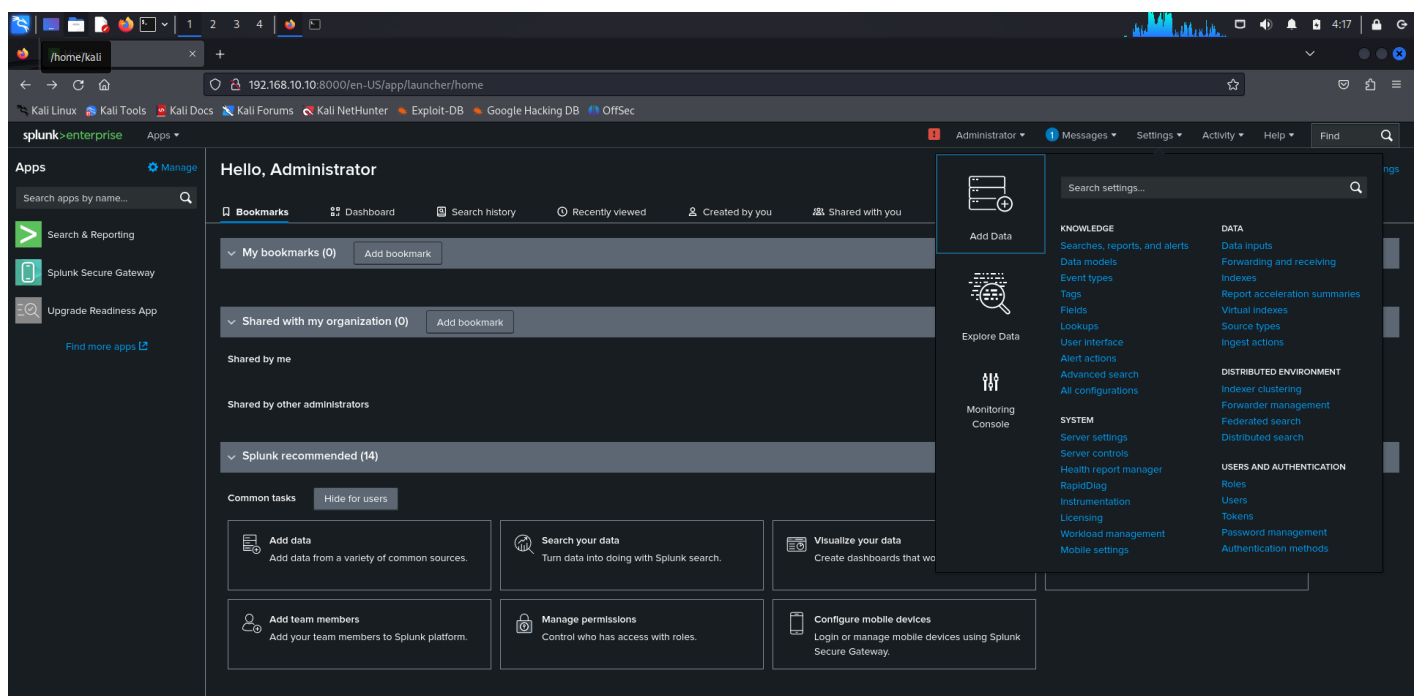 1 2 3 4
4:17
/home/kali
192.168.10.10:8000/en-US/app/launcher/home
Kali Linux Kali Tools Kali Docs Kali Forums Kali NetHunter Exploit-DB Google Hacking DB OffSec
splunk>enterprise Apps
! Administrator 1 Messages Settings Activity Help Find
Apps Manage
Search apps by name...
Search & Reporting
Splunk Secure Gateway
Upgrade Readiness App
Find more apps
Hello, Administrator
ngs
Bookmarks Dashboard Search history Recently viewed Created by you Shared with you
My bookmarks (0) Add bookmark
Shared with my organization (0) Add bookmark
Shared by me
Shared by other administrators
Splunk recommended (14)
Common tasks Hide for users
Add data
Add data from a variety of common sources.
Search your data
Turn data into doing with Splunk search.
Visualize your data
Create dashboards that wo
Add team members
Add your team members to Splunk platform.
Manage permissions
Control who has access with roles.
Configure mobile devices
Login or manage mobile devices using Splunk
Secure Gateway.
Add Data
Explore Data
Monitoring
Console
Search settings...
KNOWLEDGE
Searches, reports, and alerts
Data models
Event types
Tags
Fields
Lookups
User interface
Alert actions
Advanced search
All configurations
SYSTEM
Server settings
Server controls
Health report manager
RapidDiag
Instrumentation
Licensing
Workload management
Mobile settings
DATA
Data inputs
Forwarding and receiving
Indexes
Report acceleration summaries
Virtual indexes
Source types
Ingest actions
DISTRIBUTED ENVIRONMENT
Indexer clustering
Forwarder management
Federated search
Distributed search
USERS AND AUTHENTICATION
Roles
Users
Tokens
Password management
Authentication methods